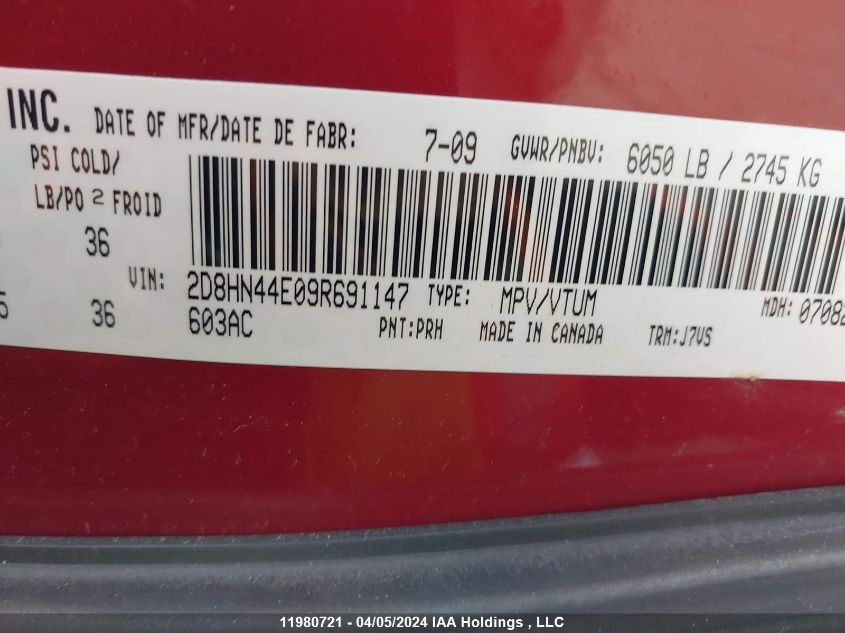 INC. DATE OF MFR/DATE DE FABR: 7-09 GVWR/PNBV: 6050 LB / 2745 KG
PSI COLD/
LB/PO 2 FROID
36
VIN: 2D8HN44E09R691147 TYPE: MPV/VTUM MDH: 07082
5 36 603AC PNT:PRH MADE IN CANADA TRM:J7VS
11980721 - 04/05/2024 IAA Holdings , LLC